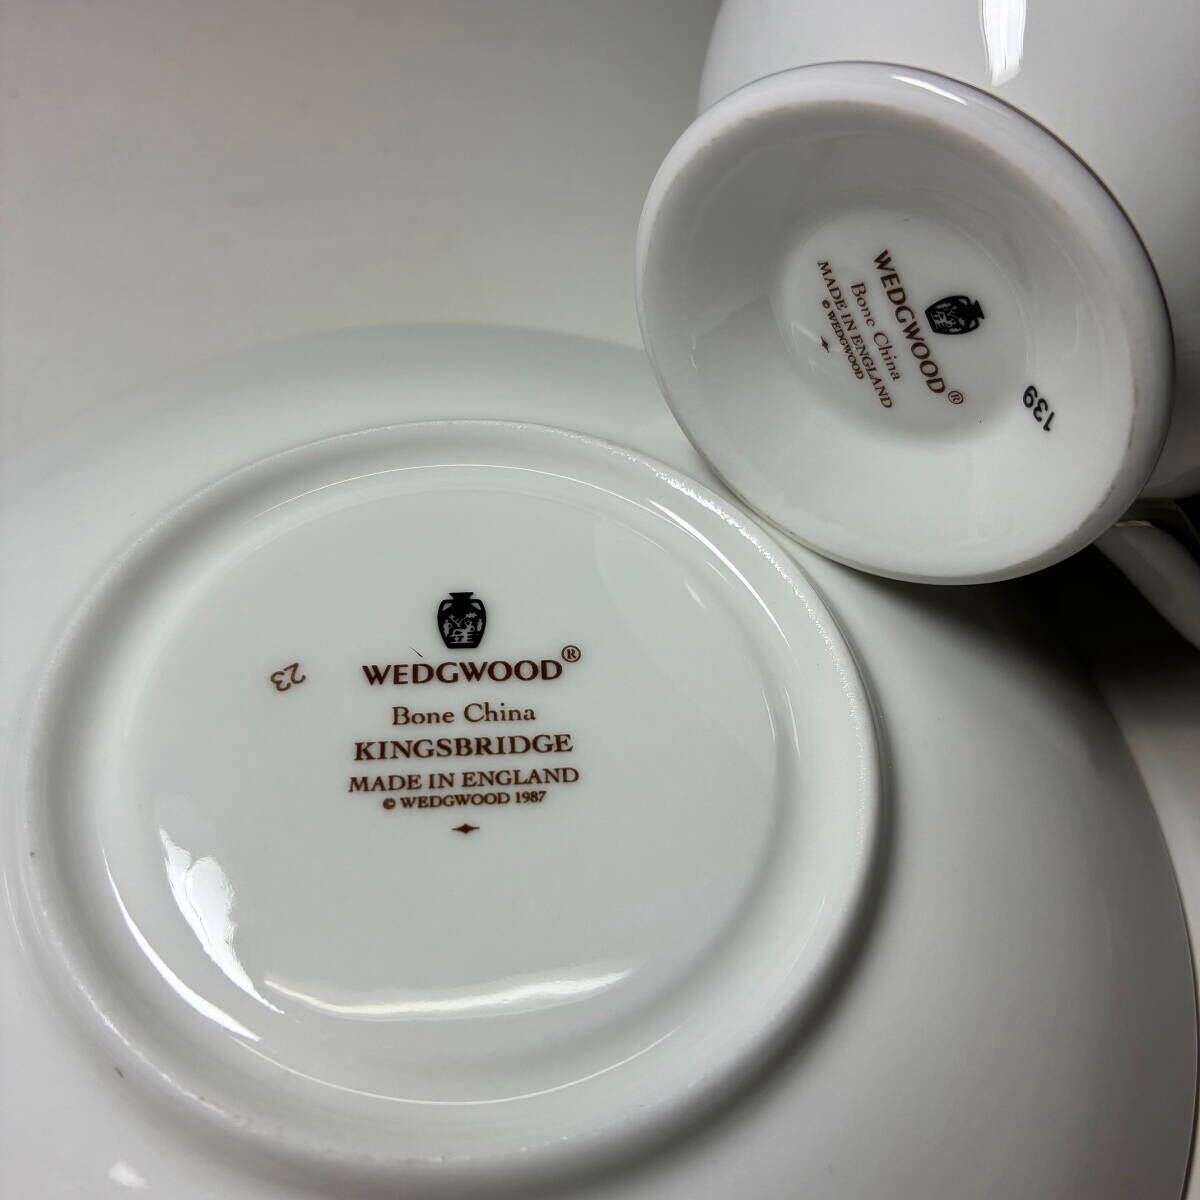 WEDGWOOD®
Bone China
KINGSBRIDGE
MADE IN ENGLAND
© WEDGWOOD 1987
23
WEDGWOOD®
Bone China
MADE IN ENGLAND
© WEDGWOOD
139